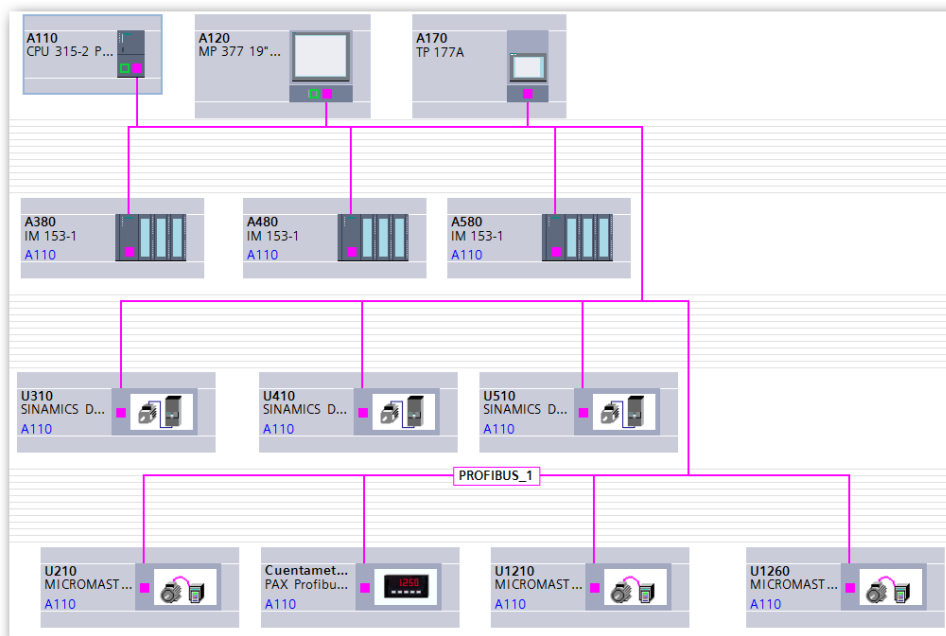 A110
CPU 315-2 P...
A120
MP 377 19"...
A170
TP 177A
A380
IM 153-1
A110
A480
IM 153-1
A110
A580
IM 153-1
A110
U310
SINAMICS D...
A110
U410
SINAMICS D...
A110
U510
SINAMICS D...
A110
PROFIBUS_1
U210
MICROMAST...
A110
Cuentamet...
PAX Profibu...
A110
1250
U1210
MICROMAST...
A110
U1260
MICROMAST...
A110